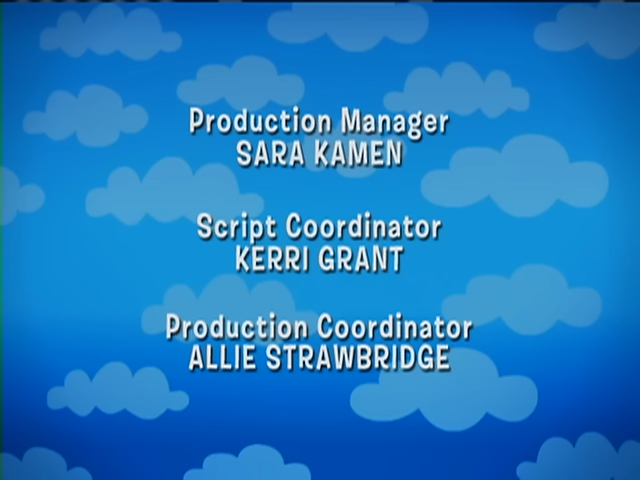 Production Manager
SARA KAMEN
Script Coordinator
KERRI GRANT
Production Coordinator
ALLIE STRAWBRIDGE